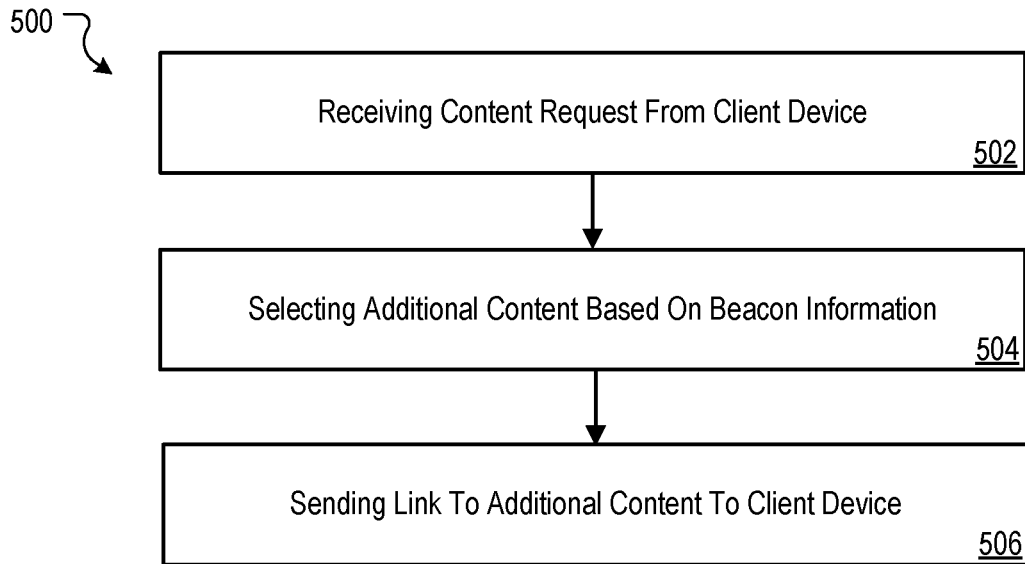 500
Receiving Content Request From Client Device
502
Selecting Additional Content Based On Beacon Information
504
Sending Link To Additional Content To Client Device
506